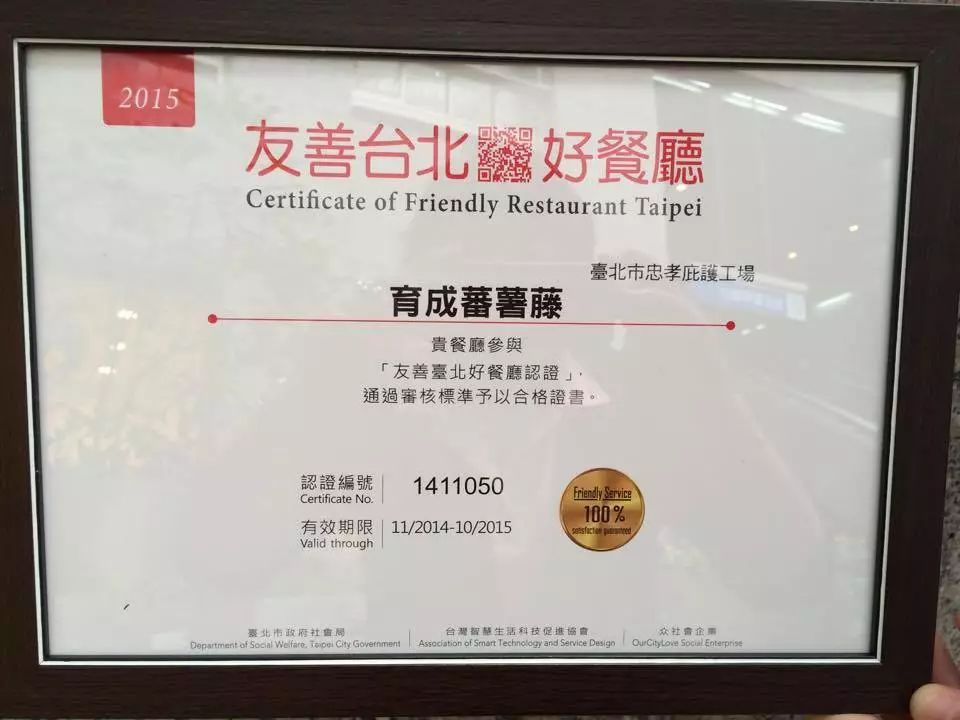 2015
友善台北好餐廳
Certificate of Friendly Restaurant Taipei
臺北市忠孝庇護工場
育成蕃薯藤
貴餐廳參與
「友善臺北好餐廳認證」，
通過審核標準予以合格證書。
認證編號 1411050
Certificate No.
有效期限 11/2014-10/2015
Valid through
Friendly Service
100%
satisfaction guaranteed
臺北市政府社會局 台灣智慧生活科技促進協會 众社會企業
Department of Social Welfare, Taipei City Government Association of Smart Technology and Service Design OurCityLove Social Enterprise